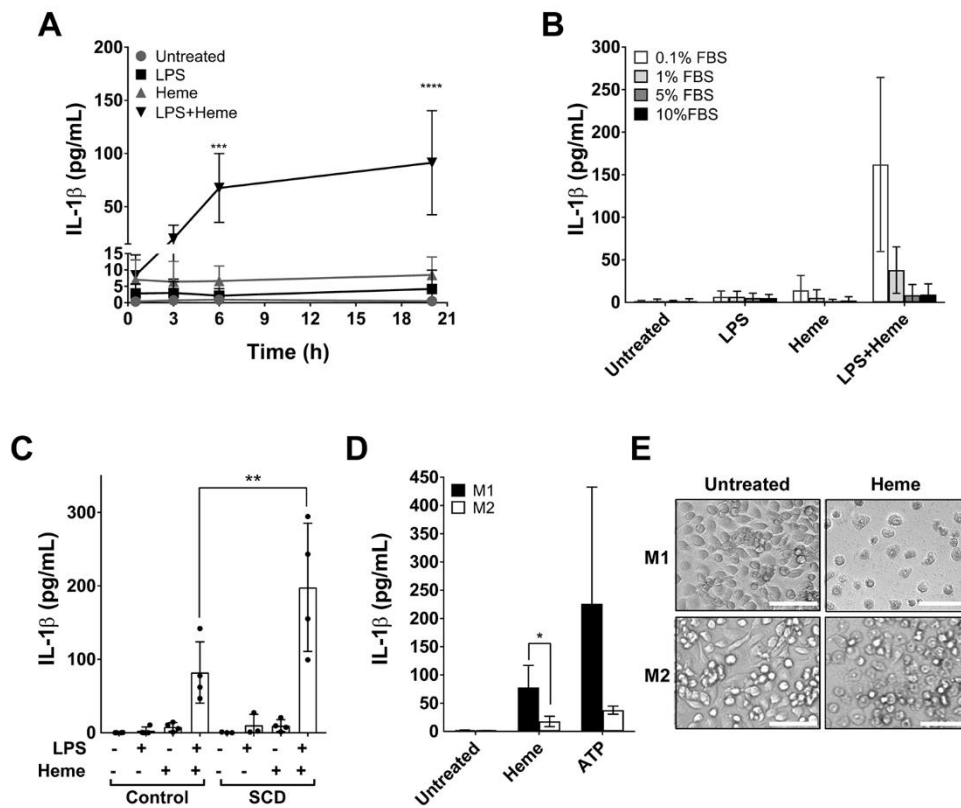 A
IL-1β (pg/mL)
200
150
100
50
15
10
5
0
Untreated
LPS
Heme
LPS+Heme
***
****
0 3 6 9 12 15 18 21
Time (h)
B
IL-1β (pg/mL)
300
250
200
150
100
50
0
0.1% FBS
1% FBS
5% FBS
10%FBS
Untreated
LPS
Heme
LPS+Heme
C
IL-1β (pg/mL)
300
200
100
0
**
LPS - + - + - + - +
Heme - - + + - - + +
Control SCD
D
IL-1β (pg/mL)
450
400
350
300
250
200
150
100
50
0
M1
M2
*
Untreated
Heme
ATP
E
Untreated Heme
M1
M2